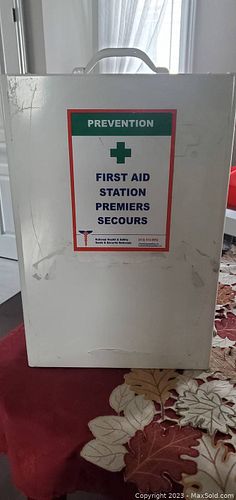 PREVENTION
FIRST AID
STATION
PREMIERS
SECOURS
Copyright 2023 • MaxSold.com